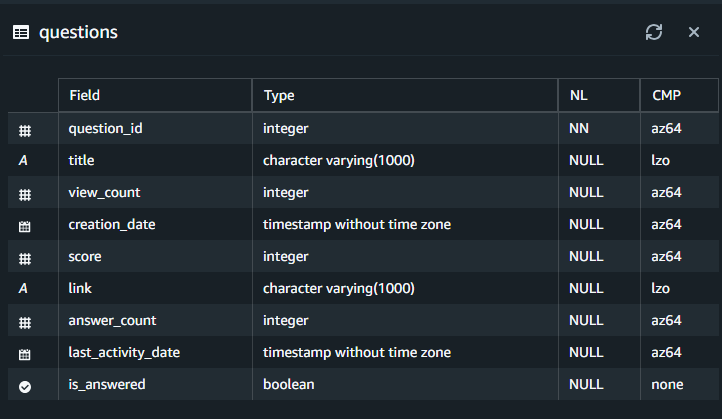 questions
Field Type NL CMP
question_id integer NN az64
title character varying(1000) NULL lzo
view_count integer NULL az64
creation_date timestamp without time zone NULL az64
score integer NULL az64
link character varying(1000) NULL lzo
answer_count integer NULL az64
last_activity_date timestamp without time zone NULL az64
is_answered boolean NULL none